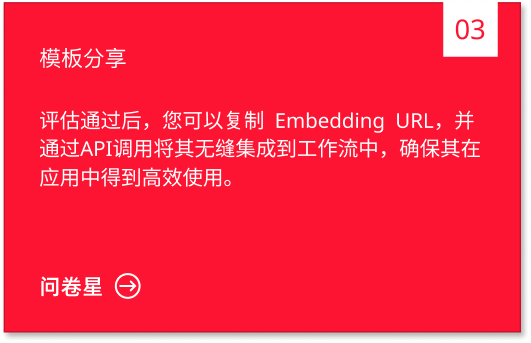 03
模板分享
评估通过后，您可以复制 Embedding URL，并
通过API调用将其无缝集成到工作流中，确保其在
应用中得到高效使用。
问卷星